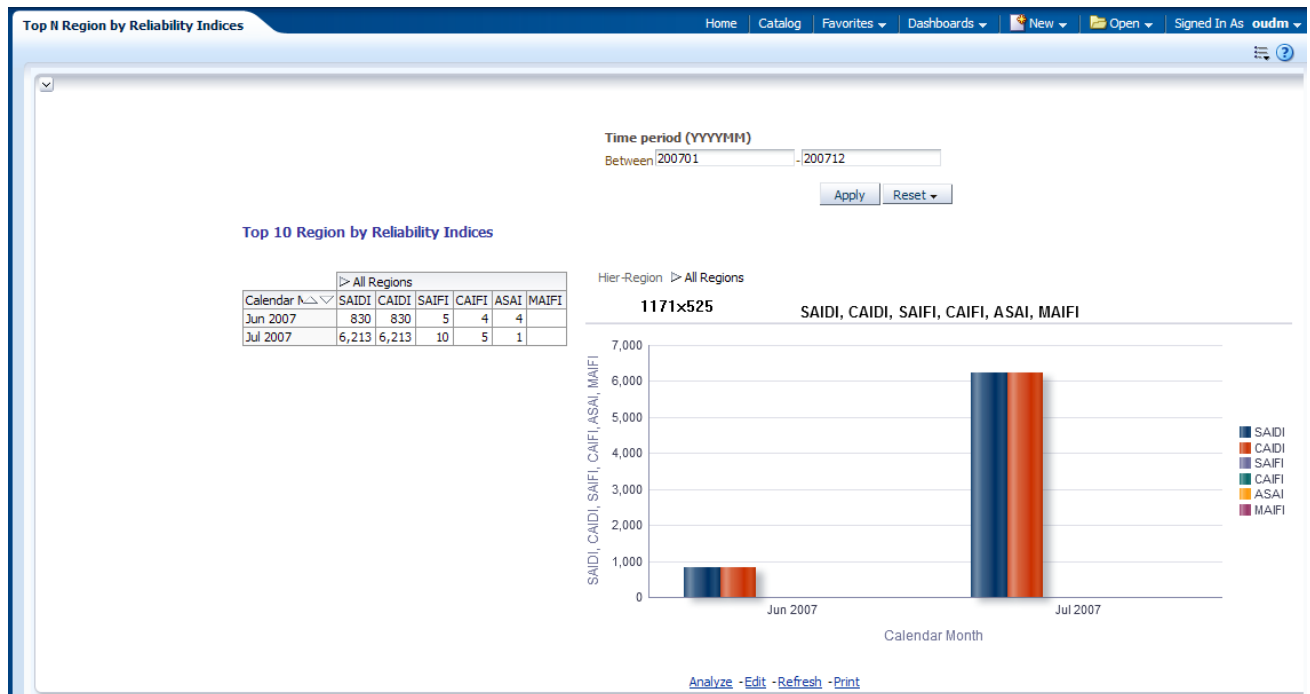 Top N Region by Reliability Indices
Home Catalog Favorites Dashboards New Open Signed In As oudm
Time period (YYYYMM)
Between 200701 - 200712
Apply Reset
Top 10 Region by Reliability Indices
All Regions
Calendar M SAIDI CAIDI SAIFI CAIFI ASAI MAIFI
Jun 2007 830 830 5 4 4
Jul 2007 6,213 6,213 10 5 1
Hier-Region All Regions
1171×525
SAIDI, CAIDI, SAIFI, CAIFI, ASAI, MAIFI
SAIDI, CAIDI, SAIFI, CAIFI, ASAI, MAIFI
7,000
6,000
5,000
4,000
3,000
2,000
1,000
0
Jun 2007 Jul 2007
Calendar Month
SAIDI
CAIDI
SAIFI
CAIFI
ASAI
MAIFI
Analyze - Edit - Refresh - Print